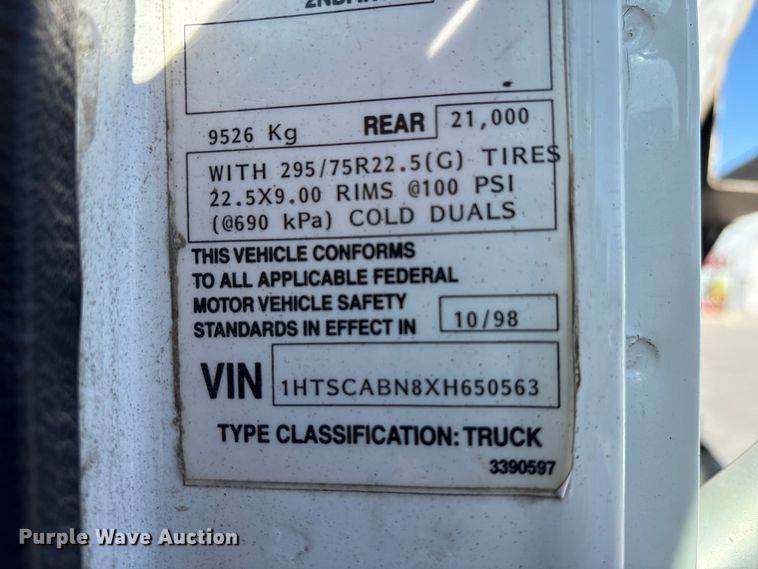 9526 Kg REAR 21,000
WITH 295/75R22.5(G) TIRES
22.5X9.00 RIMS @100 PSI
(@690 kPa) COLD DUALS
THIS VEHICLE CONFORMS
TO ALL APPLICABLE FEDERAL
MOTOR VEHICLE SAFETY
STANDARDS IN EFFECT IN 10/98
VIN 1HTSCABN8XH650563
TYPE CLASSIFICATION: TRUCK
3390597
Purple Wave Auction